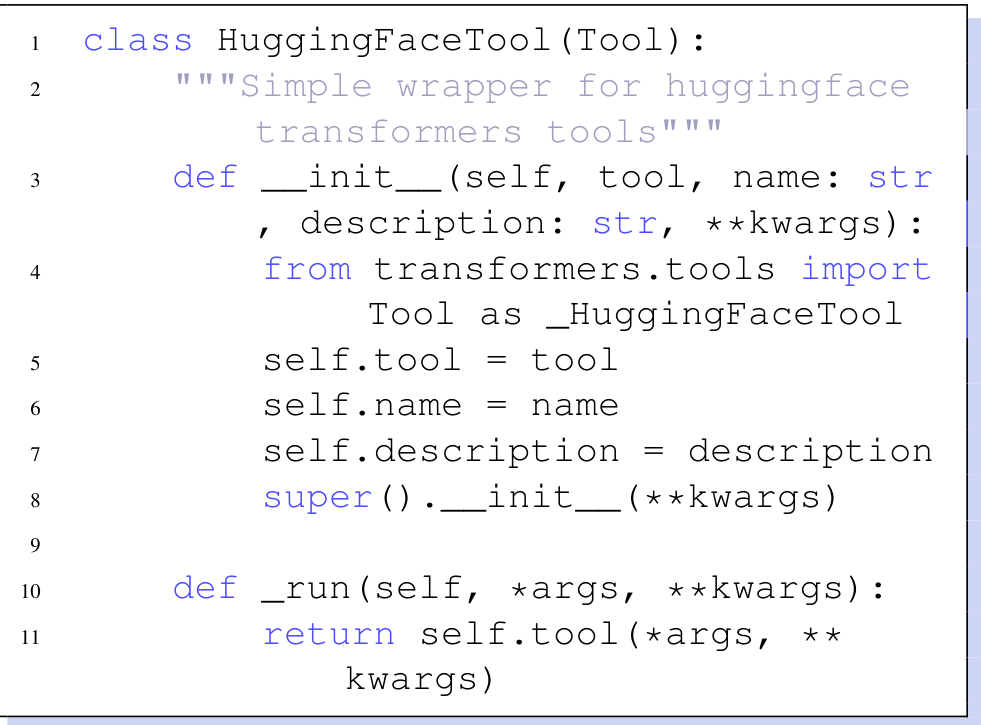 1 class HuggingFaceTool(Tool):
2 """Simple wrapper for huggingface
transformers tools"""
3 def __init__(self, tool, name: str
, description: str, **kwargs):
4 from transformers.tools import
Tool as _HuggingFaceTool
5 self.tool = tool
6 self.name = name
7 self.description = description
8 super().__init__(**kwargs)
9
10 def _run(self, *args, **kwargs):
11 return self.tool(*args, **
kwargs)